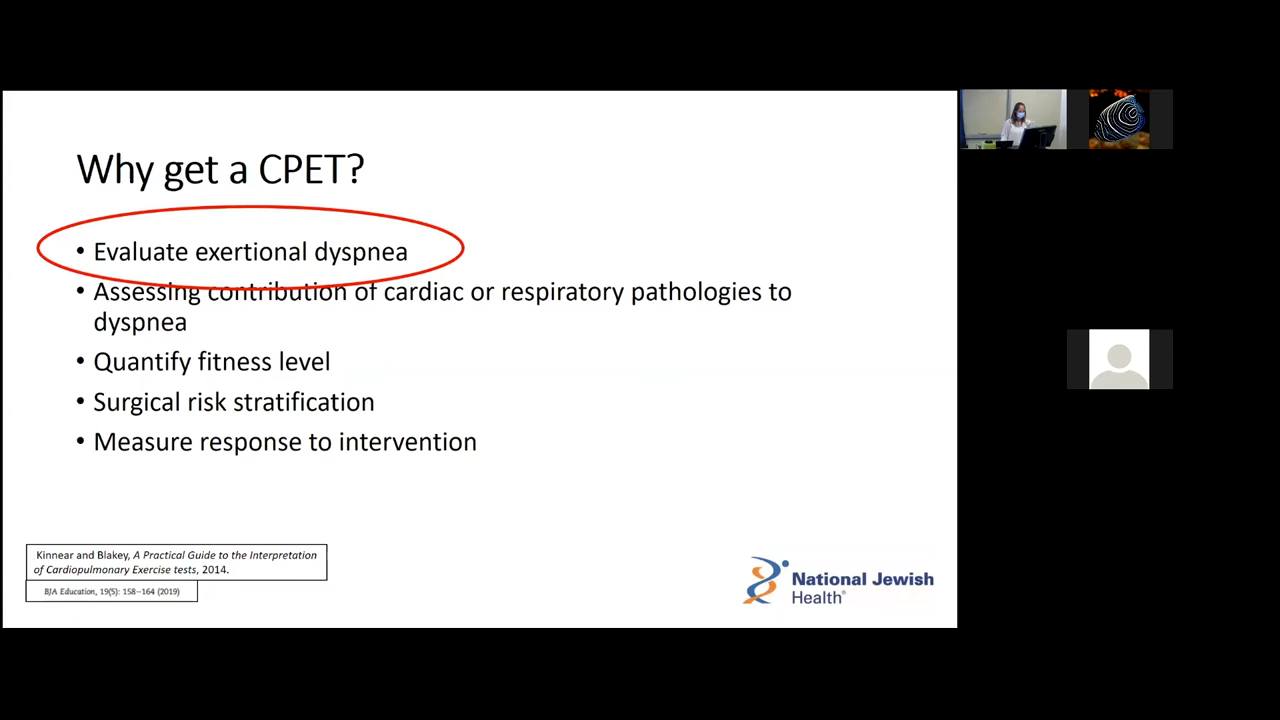 Why get a CPET?
• Evaluate exertional dyspnea
• Assessing contribution of cardiac or respiratory pathologies to
dyspnea
• Quantify fitness level
• Surgical risk stratification
• Measure response to intervention
Kinnear and Blakey, A Practical Guide to the Interpretation
of Cardiopulmonary Exercise tests, 2014.
BJA Education, 19(5): 158–164 (2019)
National Jewish
Health®